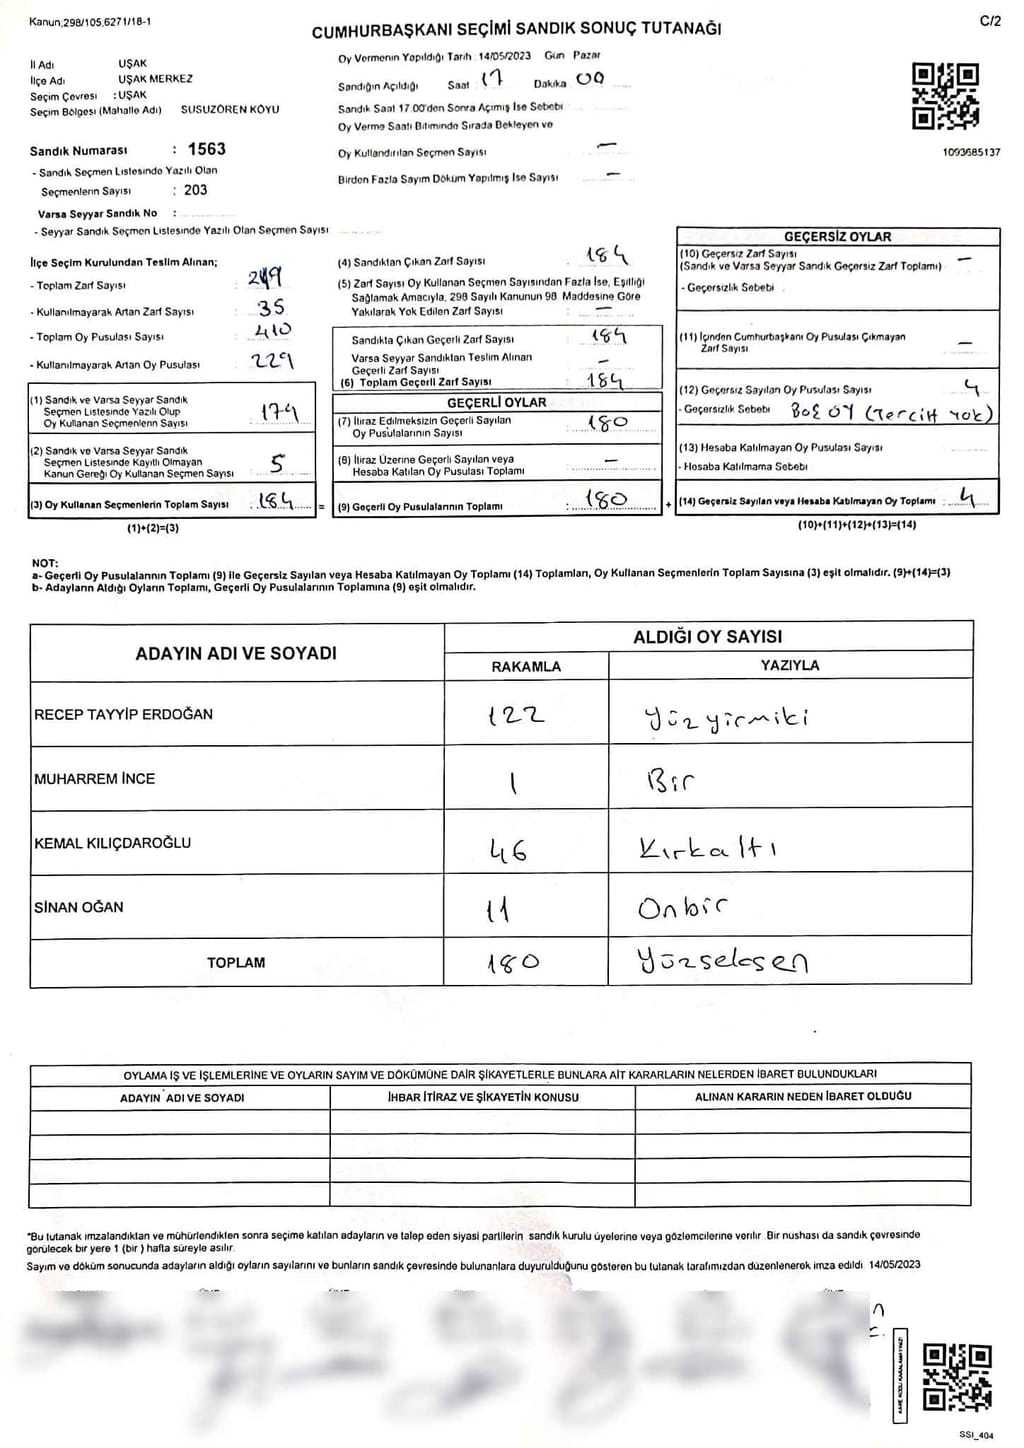 Kanun,298/105,6271/18-1
C/2
CUMHURBAŞKANI SEÇİMİ SANDIK SONUÇ TUTANAĞI
İl Adı UŞAK
İlçe Adı UŞAK MERKEZ
Seçim Çevresi : UŞAK
Seçim Bölgesi (Mahalle Adı) SUSUZÖREN KÖYÜ
Sandık Numarası : 1563
- Sandık Seçmen Listesinde Yazılı Olan
Seçmenlerin Sayısı : 203
Varsa Seyyar Sandık No :
- Seyyar Sandık Seçmen Listesinde Yazılı Olan Seçmen Sayısı
Oy Vermenin Yapıldığı Tarih 14/05/2023 Gün Pazar
Sandığın Açıldığı Saat 17 Dakika 00
Sandık Saat 17 00'den Sonra Açımış İse Sebebi
Oy Verme Saati Bitiminde Sırada Bekleyen ve
Oy Kullandırılan Seçmen Sayısı —
Birden Fazla Sayım Döküm Yapılmış İse Sayısı —
1093685137
İlçe Seçim Kurulundan Teslim Alınan;
- Toplam Zarf Sayısı : 219
- Kullanılmayarak Artan Zarf Sayısı : 35
- Toplam Oy Pusulası Sayısı : 410
- Kullanılmayarak Artan Oy Pusulası 229
(1) Sandık ve Varsa Seyyar Sandık
Seçmen Listesinde Yazılı Olup
Oy Kullanan Seçmenlerin Sayısı : 179
(2) Sandık ve Varsa Seyyar Sandık
Seçmen Listesinde Kayıtlı Olmayan
Kanun Gereği Oy Kullanan Seçmen Sayısı 5
(3) Oy Kullanan Seçmenlerin Toplam Sayısı : 184 =
(1)+(2)=(3)
(4) Sandıktan Çıkan Zarf Sayısı : 184
(5) Zarf Sayısı Oy Kullanan Seçmen Sayısından Fazla İse, Eşitliği
Sağlamak Amacıyla, 298 Sayılı Kanunun 98. Maddesine Göre
Yakılarak Yok Edilen Zarf Sayısı : —
Sandıkta Çıkan Geçerli Zarf Sayısı : 184
Varsa Seyyar Sandıktan Teslim Alınan
Geçerli Zarf Sayısı —
(6) Toplam Geçerli Zarf Sayısı : 184
GEÇERLİ OYLAR
(7) İtiraz Edilmeksizin Geçerli Sayılan
Oy Pusulalarının Sayısı : 180
(8) İtiraz Üzerine Geçerli Sayılan veya
Hesaba Katılan Oy Pusulası Toplamı : —
(9) Geçerli Oy Pusulalarının Toplamı : 180 +
GEÇERSİZ OYLAR
(10) Geçersiz Zarf Sayısı
(Sandık ve Varsa Seyyar Sandık Geçersiz Zarf Toplamı) —
- Geçersizlik Sebebi
(11) İçinden Cumhurbaşkanı Oy Pusulası Çıkmayan
Zarf Sayısı —
(12) Geçersiz Sayılan Oy Pusulası Sayısı 4
- Geçersizlik Sebebi BOŞ OY (Tercih yok)
(13) Hesaba Katılmayan Oy Pusulası Sayısı
- Hesaba Katılmama Sebebi
(14) Geçersiz Sayılan veya Hesaba Katılmayan Oy Toplamı : 4
(10)+(11)+(12)+(13)=(14)
NOT:
a- Geçerli Oy Pusulalarının Toplamı (9) ile Geçersiz Sayılan veya Hesaba Katılmayan Oy Toplamı (14) Toplamları, Oy Kullanan Seçmenlerin Toplam Sayısına (3) eşit olmalıdır. (9)+(14)=(3)
b- Adayların Aldığı Oyların Toplamı, Geçerli Oy Pusulalarının Toplamına (9) eşit olmalıdır.
ADAYIN ADI VE SOYADI ALDIĞI OY SAYISI
RAKAMLA YAZIYLA
RECEP TAYYİP ERDOĞAN 122 Yüzyirmiki
MUHARREM İNCE 1 Bir
KEMAL KILIÇDAROĞLU 46 Kırkaltı
SİNAN OĞAN 11 Onbir
TOPLAM 180 Yüzseksen
OYLAMA İŞ VE İŞLEMLERİNE VE OYLARIN SAYIM VE DÖKÜMÜNE DAİR ŞİKAYETLERLE BUNLARA AİT KARARLARIN NELERDEN İBARET BULUNDUKLARI
ADAYIN ADI VE SOYADI İHBAR İTİRAZ VE ŞİKAYETİN KONUSU ALINAN KARARIN NEDEN İBARET OLDUĞU
*Bu tutanak imzalandıktan ve mühürlendikten sonra seçime katılan adayların ve talep eden siyasi partilerin sandık kurulu üyelerine veya gözlemcilerine verilir. Bir nushası da sandık çevresinde
görülecek bir yere 1 (bir ) hafta süreyle asılır.
Sayım ve döküm sonucunda adayların aldığı oyların sayılarını ve bunların sandık çevresinde bulunanlara duyurulduğunu gösteren bu tutanak tarafımızdan düzenlenerek imza edildi 14/05/2023
KARE KODU KARALAMAYINIZ!
SSI_404